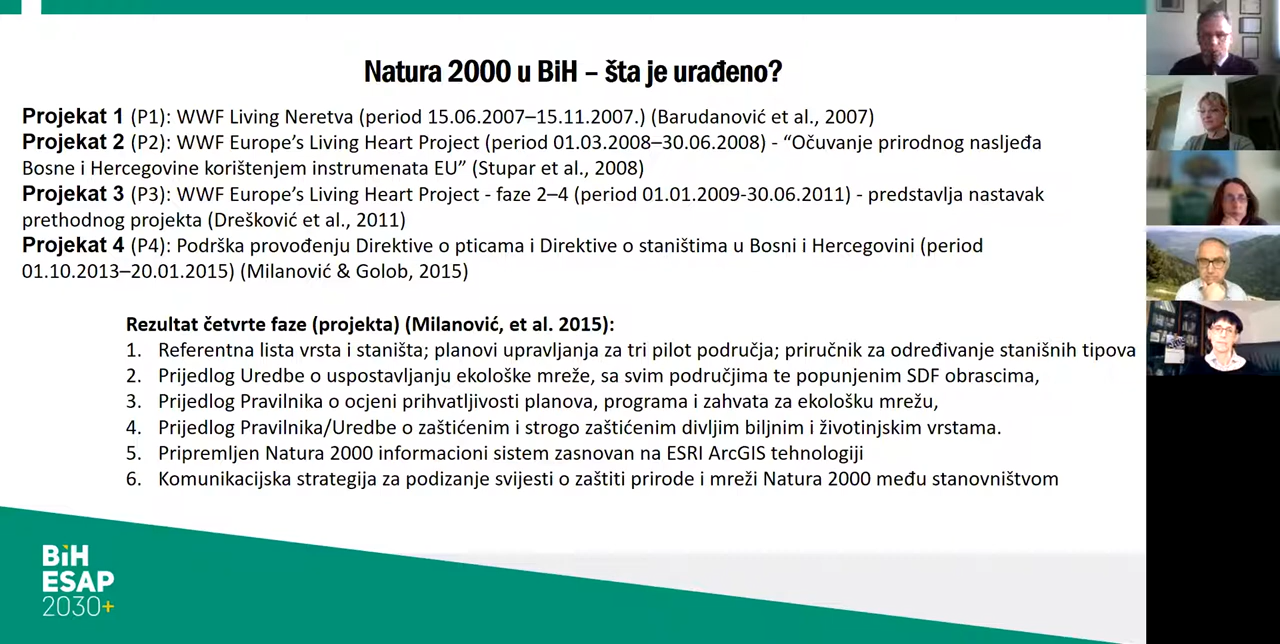 Natura 2000 u BiH – šta je urađeno?
Projekat 1 (P1): WWF Living Neretva (period 15.06.2007–15.11.2007.) (Barudanović et al., 2007)
Projekat 2 (P2): WWF Europe’s Living Heart Project (period 01.03.2008–30.06.2008) - “Očuvanje prirodnog nasljeđa
Bosne i Hercegovine korištenjem instrumenata EU” (Stupar et al., 2008)
Projekat 3 (P3): WWF Europe’s Living Heart Project - faze 2–4 (period 01.01.2009-30.06.2011) - predstavlja nastavak
prethodnog projekta (Drešković et al., 2011)
Projekat 4 (P4): Podrška provođenju Direktive o pticama i Direktive o staništima u Bosni i Hercegovini (period
01.10.2013–20.01.2015) (Milanović & Golob, 2015)
Rezultat četvrte faze (projekta) (Milanović, et al. 2015):
1. Referentna lista vrsta i staništa; planovi upravljanja za tri pilot područja; priručnik za određivanje stanišnih tipova
2. Prijedlog Uredbe o uspostavljanju ekološke mreže, sa svim područjima te popunjenim SDF obrascima,
3. Prijedlog Pravilnika o ocjeni prihvatljivosti planova, programa i zahvata za ekološku mrežu,
4. Prijedlog Pravilnika/Uredbe o zaštićenim i strogo zaštićenim divljim biljnim i životinjskim vrstama.
5. Pripremljen Natura 2000 informacioni sistem zasnovan na ESRI ArcGIS tehnologiji
6. Komunikacijska strategija za podizanje svijesti o zaštiti prirode i mreži Natura 2000 među stanovništvom
BiH
ESAP
2030+